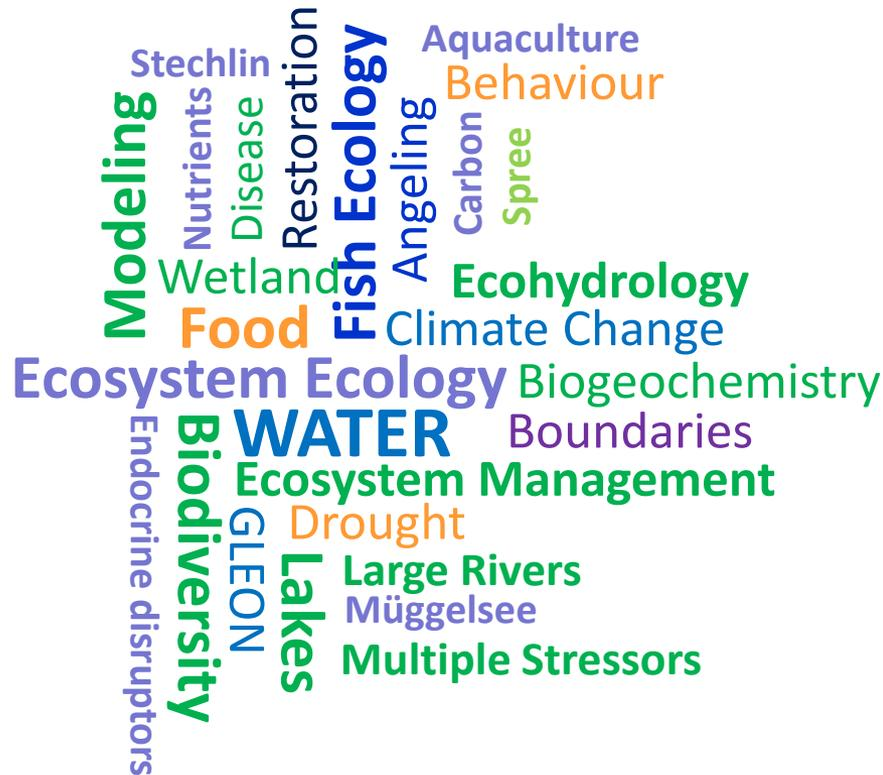 Aquaculture
Stechlin
Behaviour
Restoration
Fish Ecology
Modeling
Nutrients
Disease
Angeling
Carbon
Spree
Wetland
Ecohydrology
Food
Climate Change
Ecosystem Ecology
Biogeochemistry
WATER
Boundaries
Endocrine disruptors
Biodiversity
Ecosystem Management
GLEON
Drought
Lakes
Large Rivers
Müggelsee
Multiple Stressors